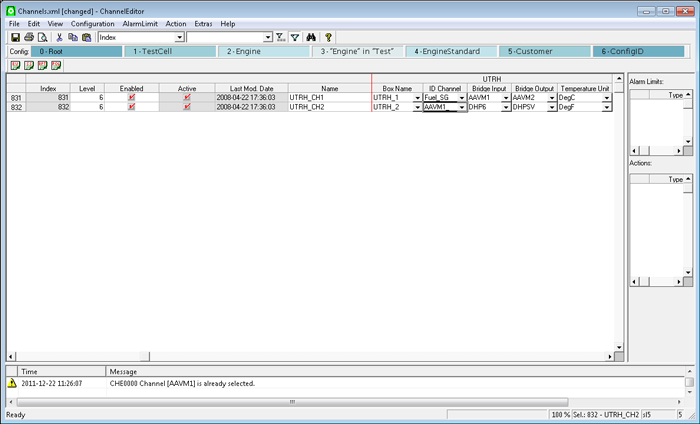 Channels.xml [changed] - ChannelEditor
File Edit View Configuration AlarmLimit Action Extras Help
Index
Config: 0 - Root 1 - TestCell 2 - Engine 3 - "Engine" in "Test" 4 - EngineStandard 5 - Customer 6 - ConfigID
UTRH
Index Level Enabled Active Last Mod. Date Name Box Name ID Channel Bridge Input Bridge Output Temperature Unit
831 831 6 2008-04-22 17:36:03 UTRH_CH1 UTRH_1 Fuel_SG AAVM1 AAVM2 DegC
832 832 6 2008-04-22 17:36:03 UTRH_CH2 UTRH_2 AAVM1_ DHP6 DHPSV DegF
Alarm Limits:
Type
Actions:
Type
Time Message
2011-12-22 11:26:07 CHE0000 Channel [AAVM1] is already selected.
Ready 100 % Sel.: 832 - UTRH_CH2 sl5 5